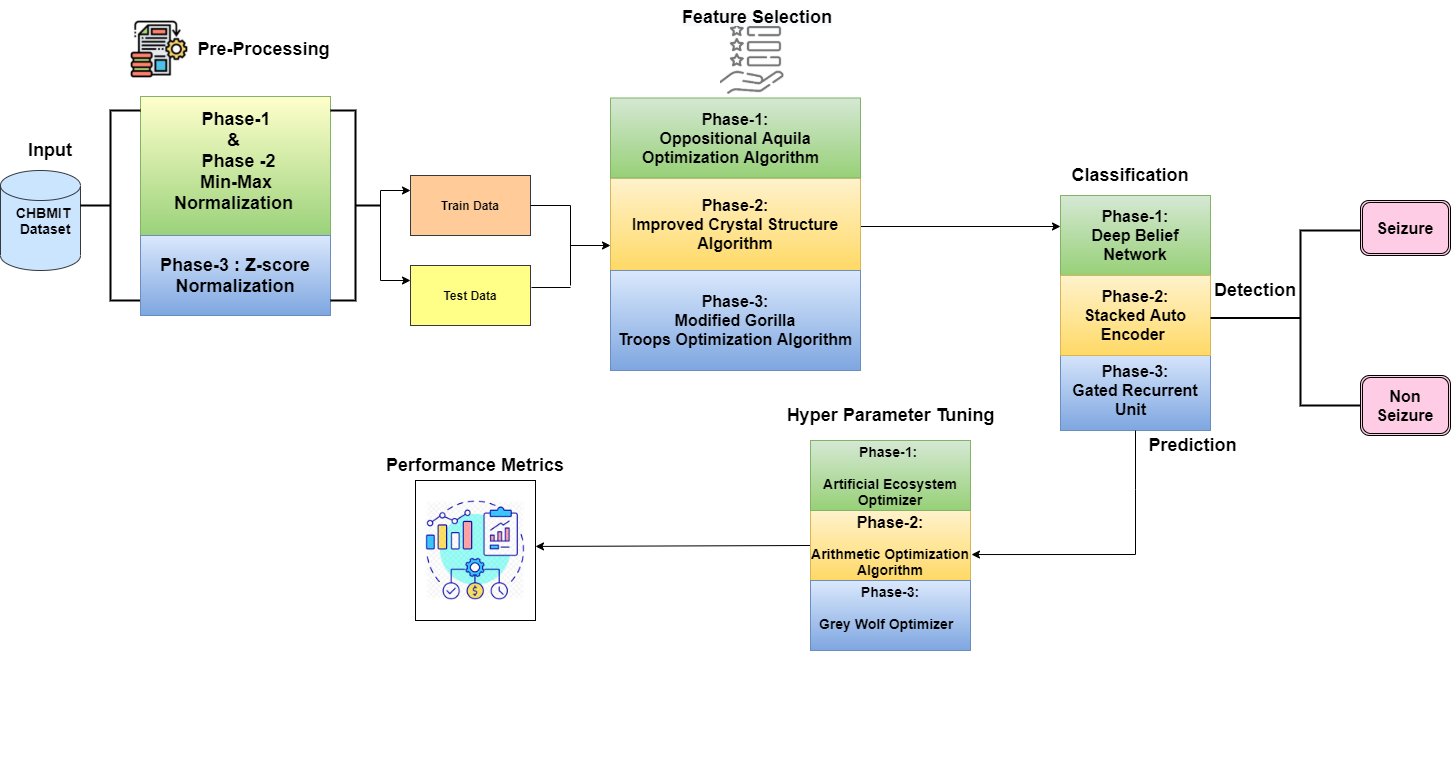 Pre-Processing
Feature Selection
Input
CHBMIT
Dataset
Phase-1
&
Phase -2
Min-Max
Normalization
Phase-3 : Z-score
Normalization
Train Data
Test Data
Phase-1:
Oppositional Aquila
Optimization Algorithm
Phase-2:
Improved Crystal Structure
Algorithm
Phase-3:
Modified Gorilla
Troops Optimization Algorithm
Classification
Phase-1:
Deep Belief
Network
Phase-2:
Stacked Auto
Encoder
Phase-3:
Gated Recurrent
Unit
Detection
Seizure
Non
Seizure
Prediction
Hyper Parameter Tuning
Phase-1:
Artificial Ecosystem
Optimizer
Phase-2:
Arithmetic Optimization
Algorithm
Phase-3:
Grey Wolf Optimizer
Performance Metrics
$